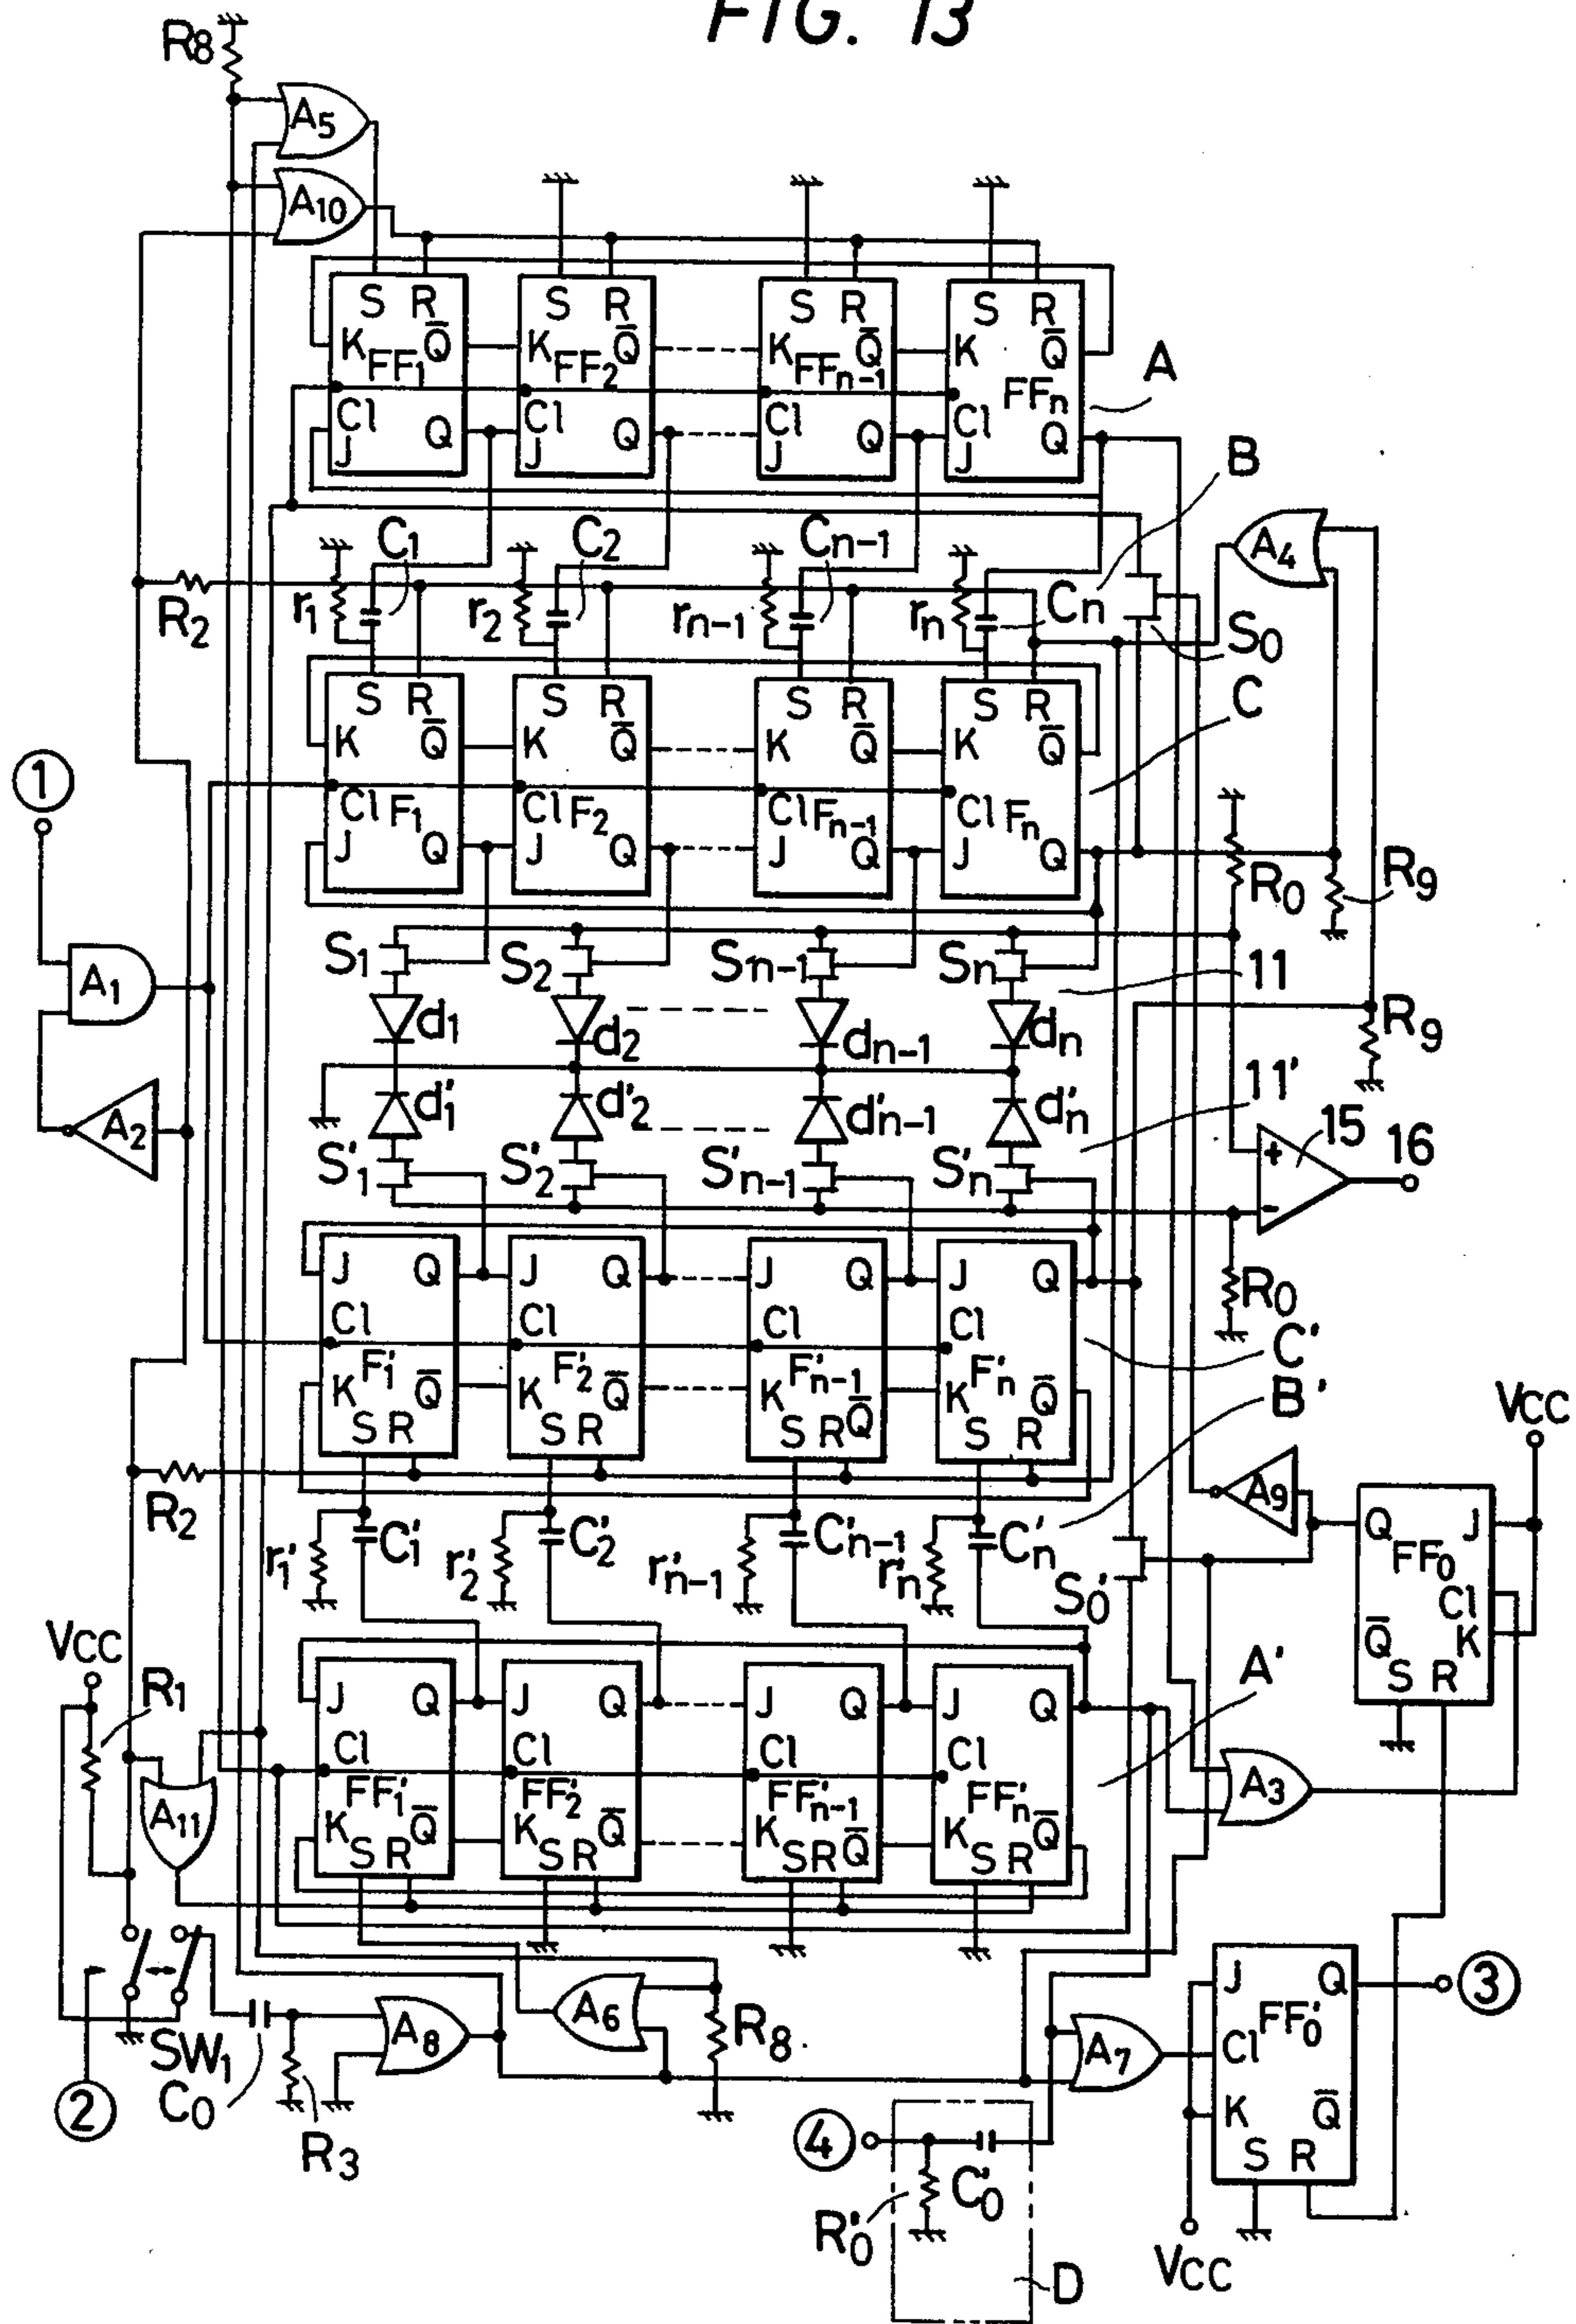 FIG. 13
R8
A5
A10
S R S R S R S R
K Q̅ K Q̅ K Q̅ K Q̅
FF1 FF2 FFn-1 FFn
A
Cl Cl Cl Cl
J Q J Q J Q J Q
B
C1 C2 Cn-1 Cn
A4
R2 r1 r2 rn-1 rn
S0
S R S R S R S R
C
K Q̅ K Q̅ K Q̅ K Q̅
1
Cl F1 Cl F2 Cl Fn-1 Cl Fn
J Q J Q J Q J Q
R0 R9
S1 S2 Sn-1 Sn
11
A1
d1 d2 dn-1 dn
R9
11'
d'1 d'2 d'n-1 d'n
A2
15 16
S'1 S'2 S'n-1 S'n
+
-
J Q J Q J Q J Q
R0
Cl Cl Cl Cl
C'
F'1 F'2 F'n-1 F'n
B'
K Q̅ K Q̅ K Q̅ K Q̅
S R S R S R S R
VCC
R2
A9
Q J
FF0
r'1 C'1 r'2 C'2 r'n-1 C'n-1 r'n C'n
S'0
Cl
Q̅ K
S R
VCC
R1
A'
J Q J Q J Q J Q
Cl Cl Cl Cl
FF'1 FF'2 FF'n-1 FF'n
A3
A11
K Q̅ K Q̅ K Q̅ K Q̅
S R S R S R S R
J Q 3
FF'0
A8 A6 R8
A7 Cl
SW1
2 C0
K Q̅
4
S R
R3
C'0
R'0
VCC
D